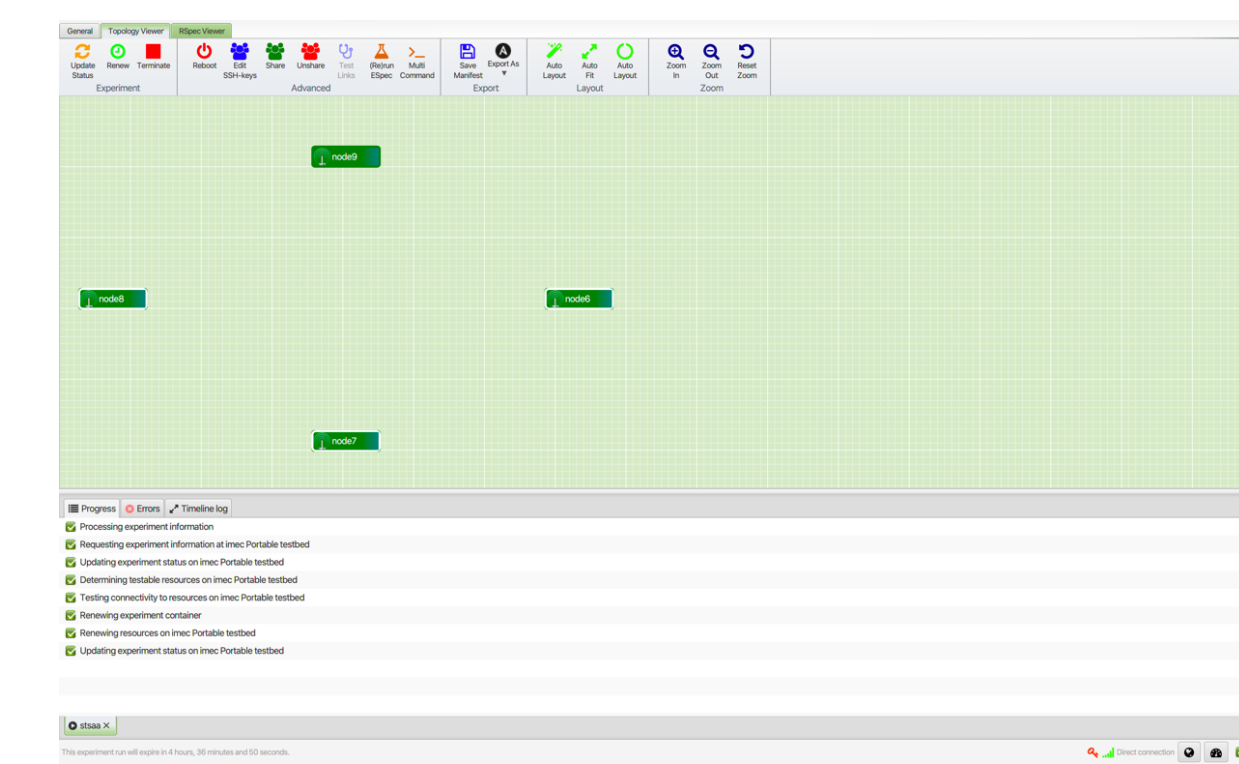 General Topology Viewer RSpec Viewer
Update Status Renew Terminate Reboot Edit SSH-keys Share Unshare Test Links (Re)run ESpec Multi Command Save Manifest Export As Auto Layout Auto Fit Auto Layout Zoom In Zoom Out Reset Zoom
Experiment Advanced Export Layout Zoom
node9
node8 node6
node7
Progress Errors Timeline log
Processing experiment information
Requesting experiment information at imec Portable testbed
Updating experiment status on imec Portable testbed
Determining testable resources on imec Portable testbed
Testing connectivity to resources on imec Portable testbed
Renewing experiment container
Renewing resources on imec Portable testbed
Updating experiment status on imec Portable testbed
stsaa
This experiment run will expire in 4 hours, 36 minutes and 50 seconds. Direct connection